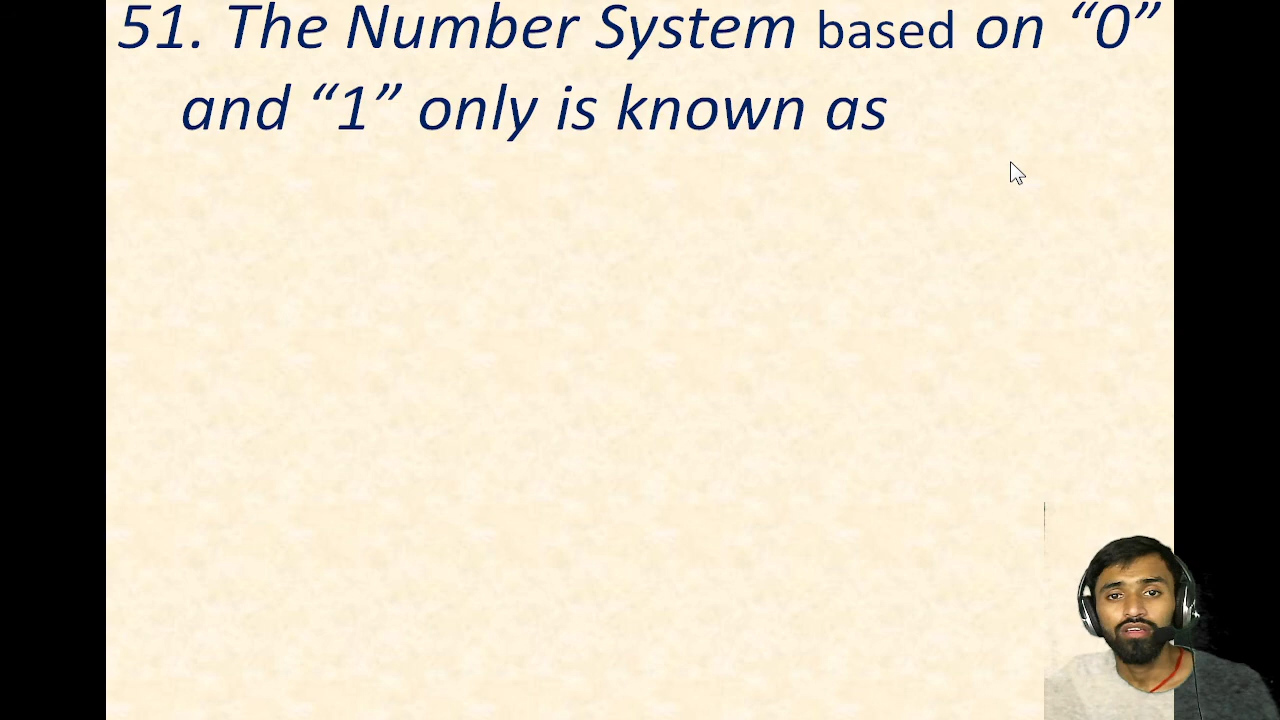 51. The Number System based on “0”
and “1” only is known as